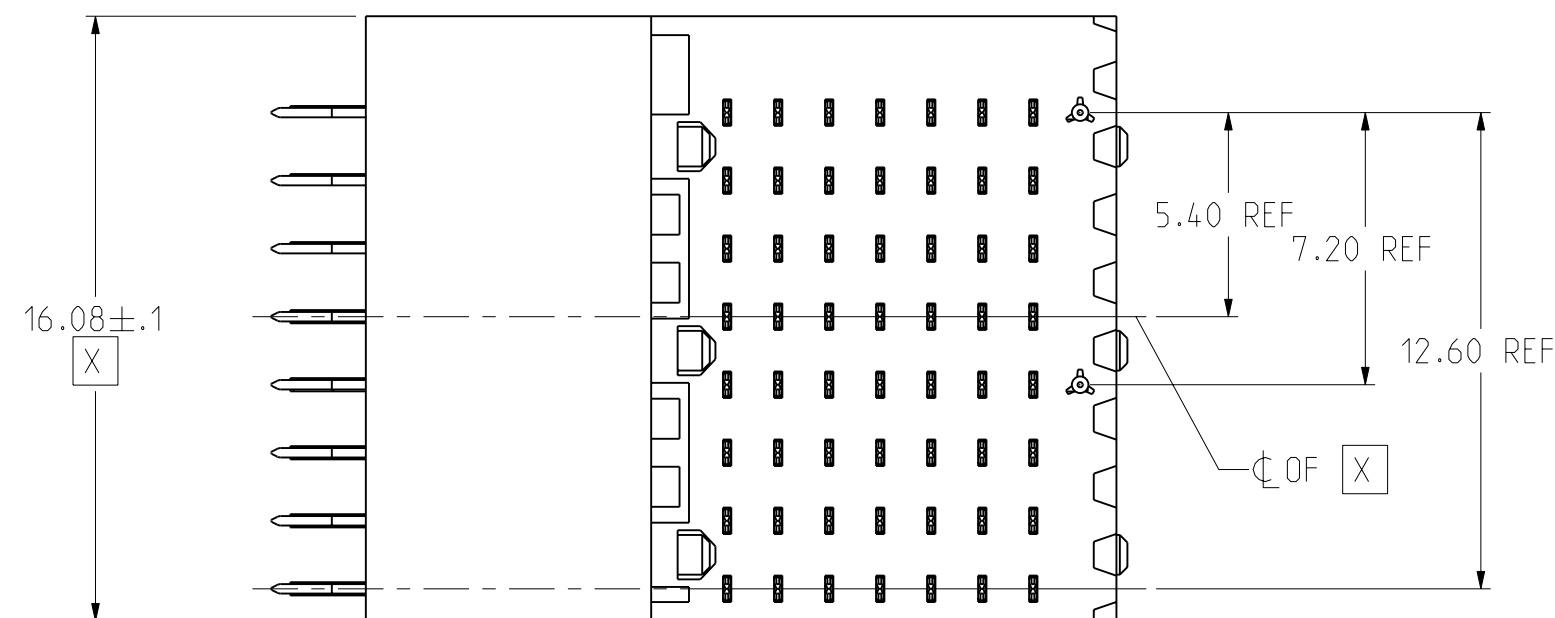 5.40 REF
7.20 REF
16.08±.1
X
12.60 REF
℄ OF X